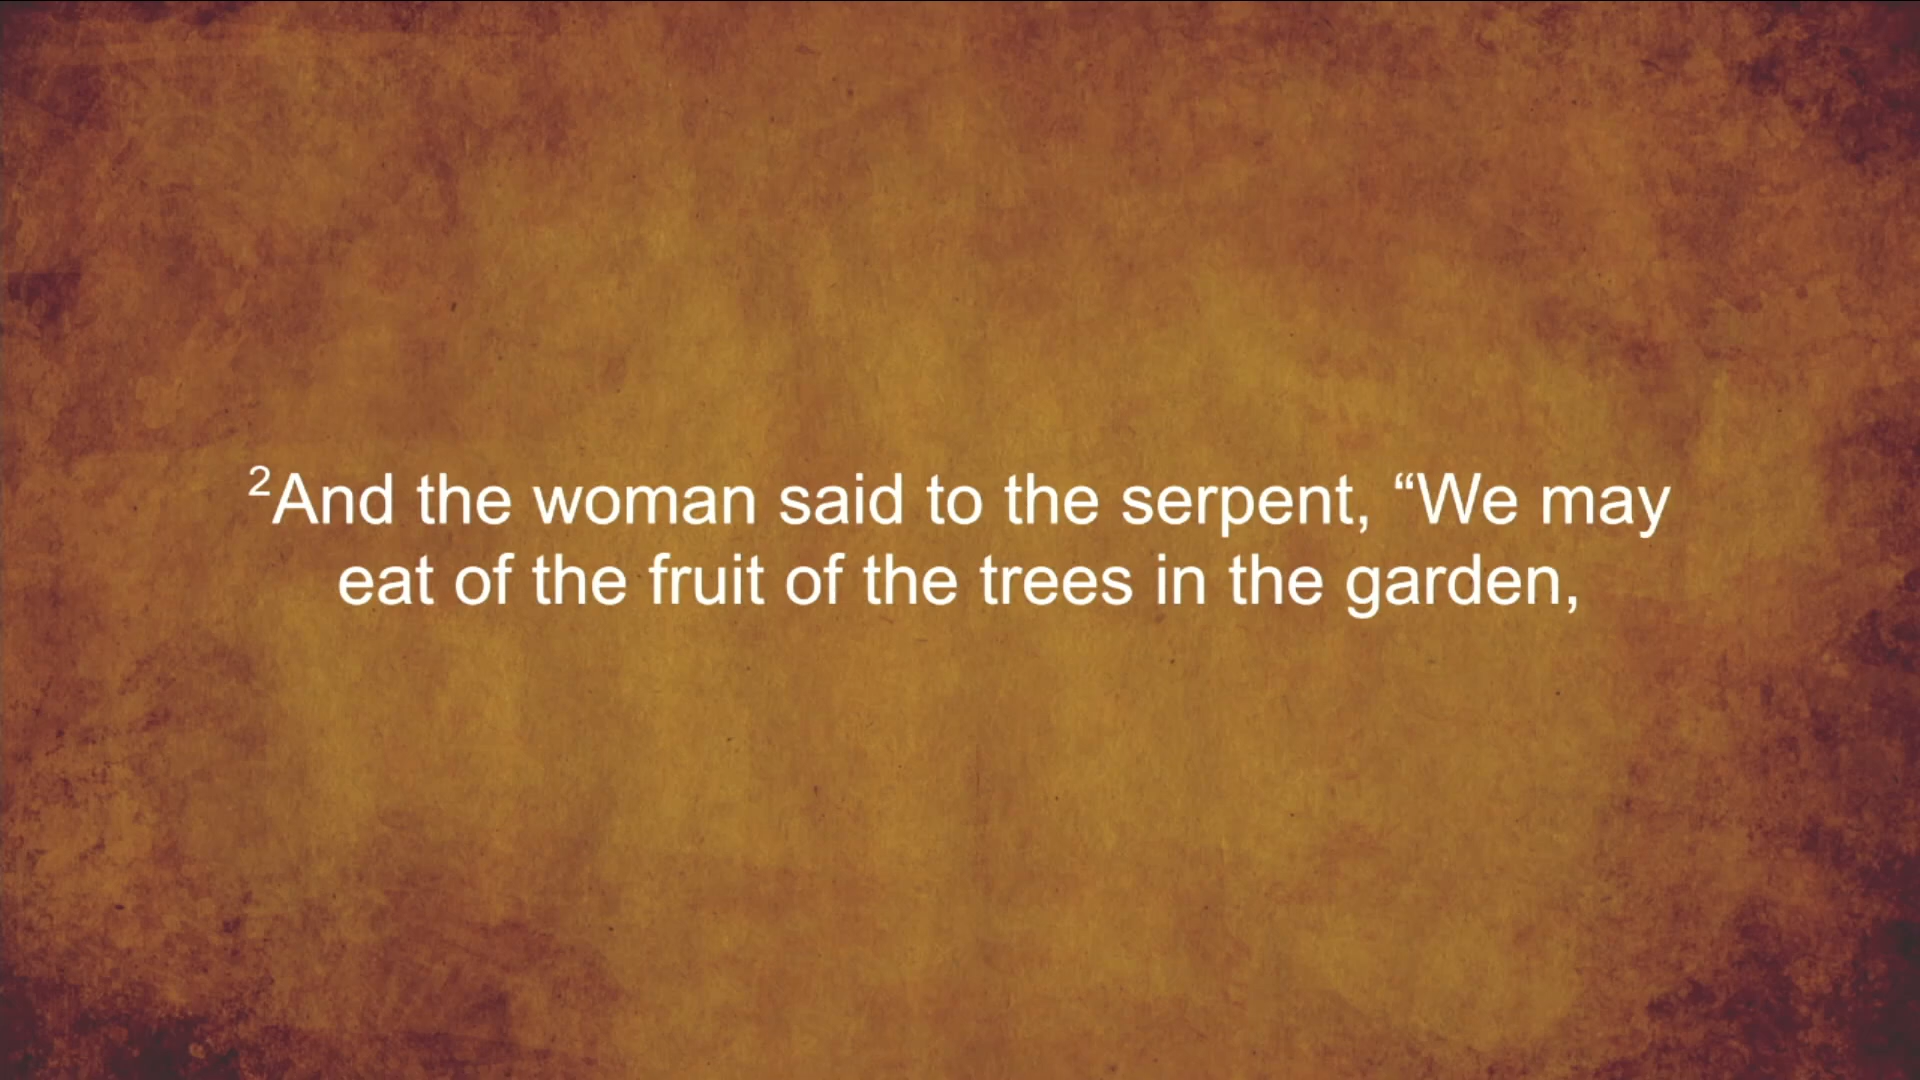 ²And the woman said to the serpent, “We may
eat of the fruit of the trees in the garden,